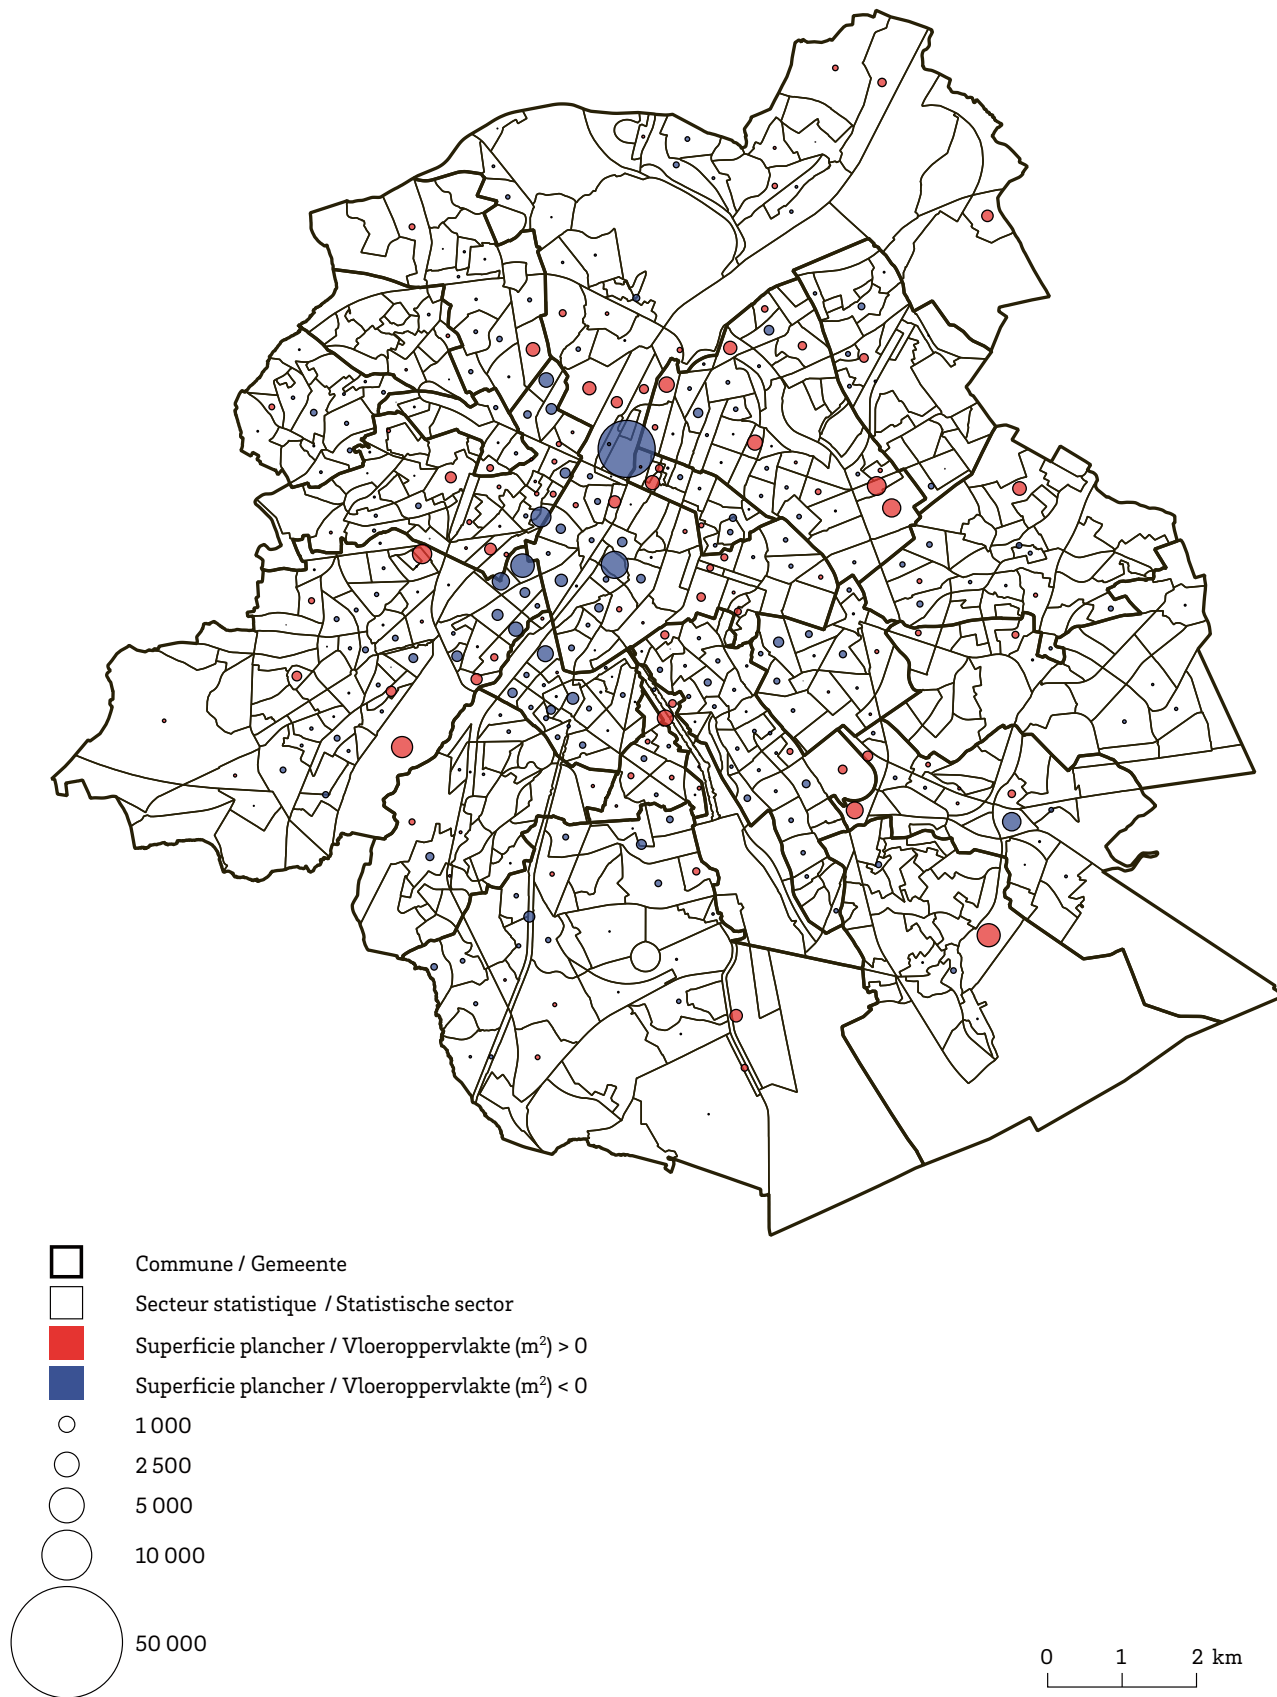 Commune / Gemeente
Secteur statistique / Statistische sector
Superficie plancher / Vloeroppervlakte (m²) > 0
Superficie plancher / Vloeroppervlakte (m²) < 0
1 000
2 500
5 000
10 000
50 000
0 1 2 km